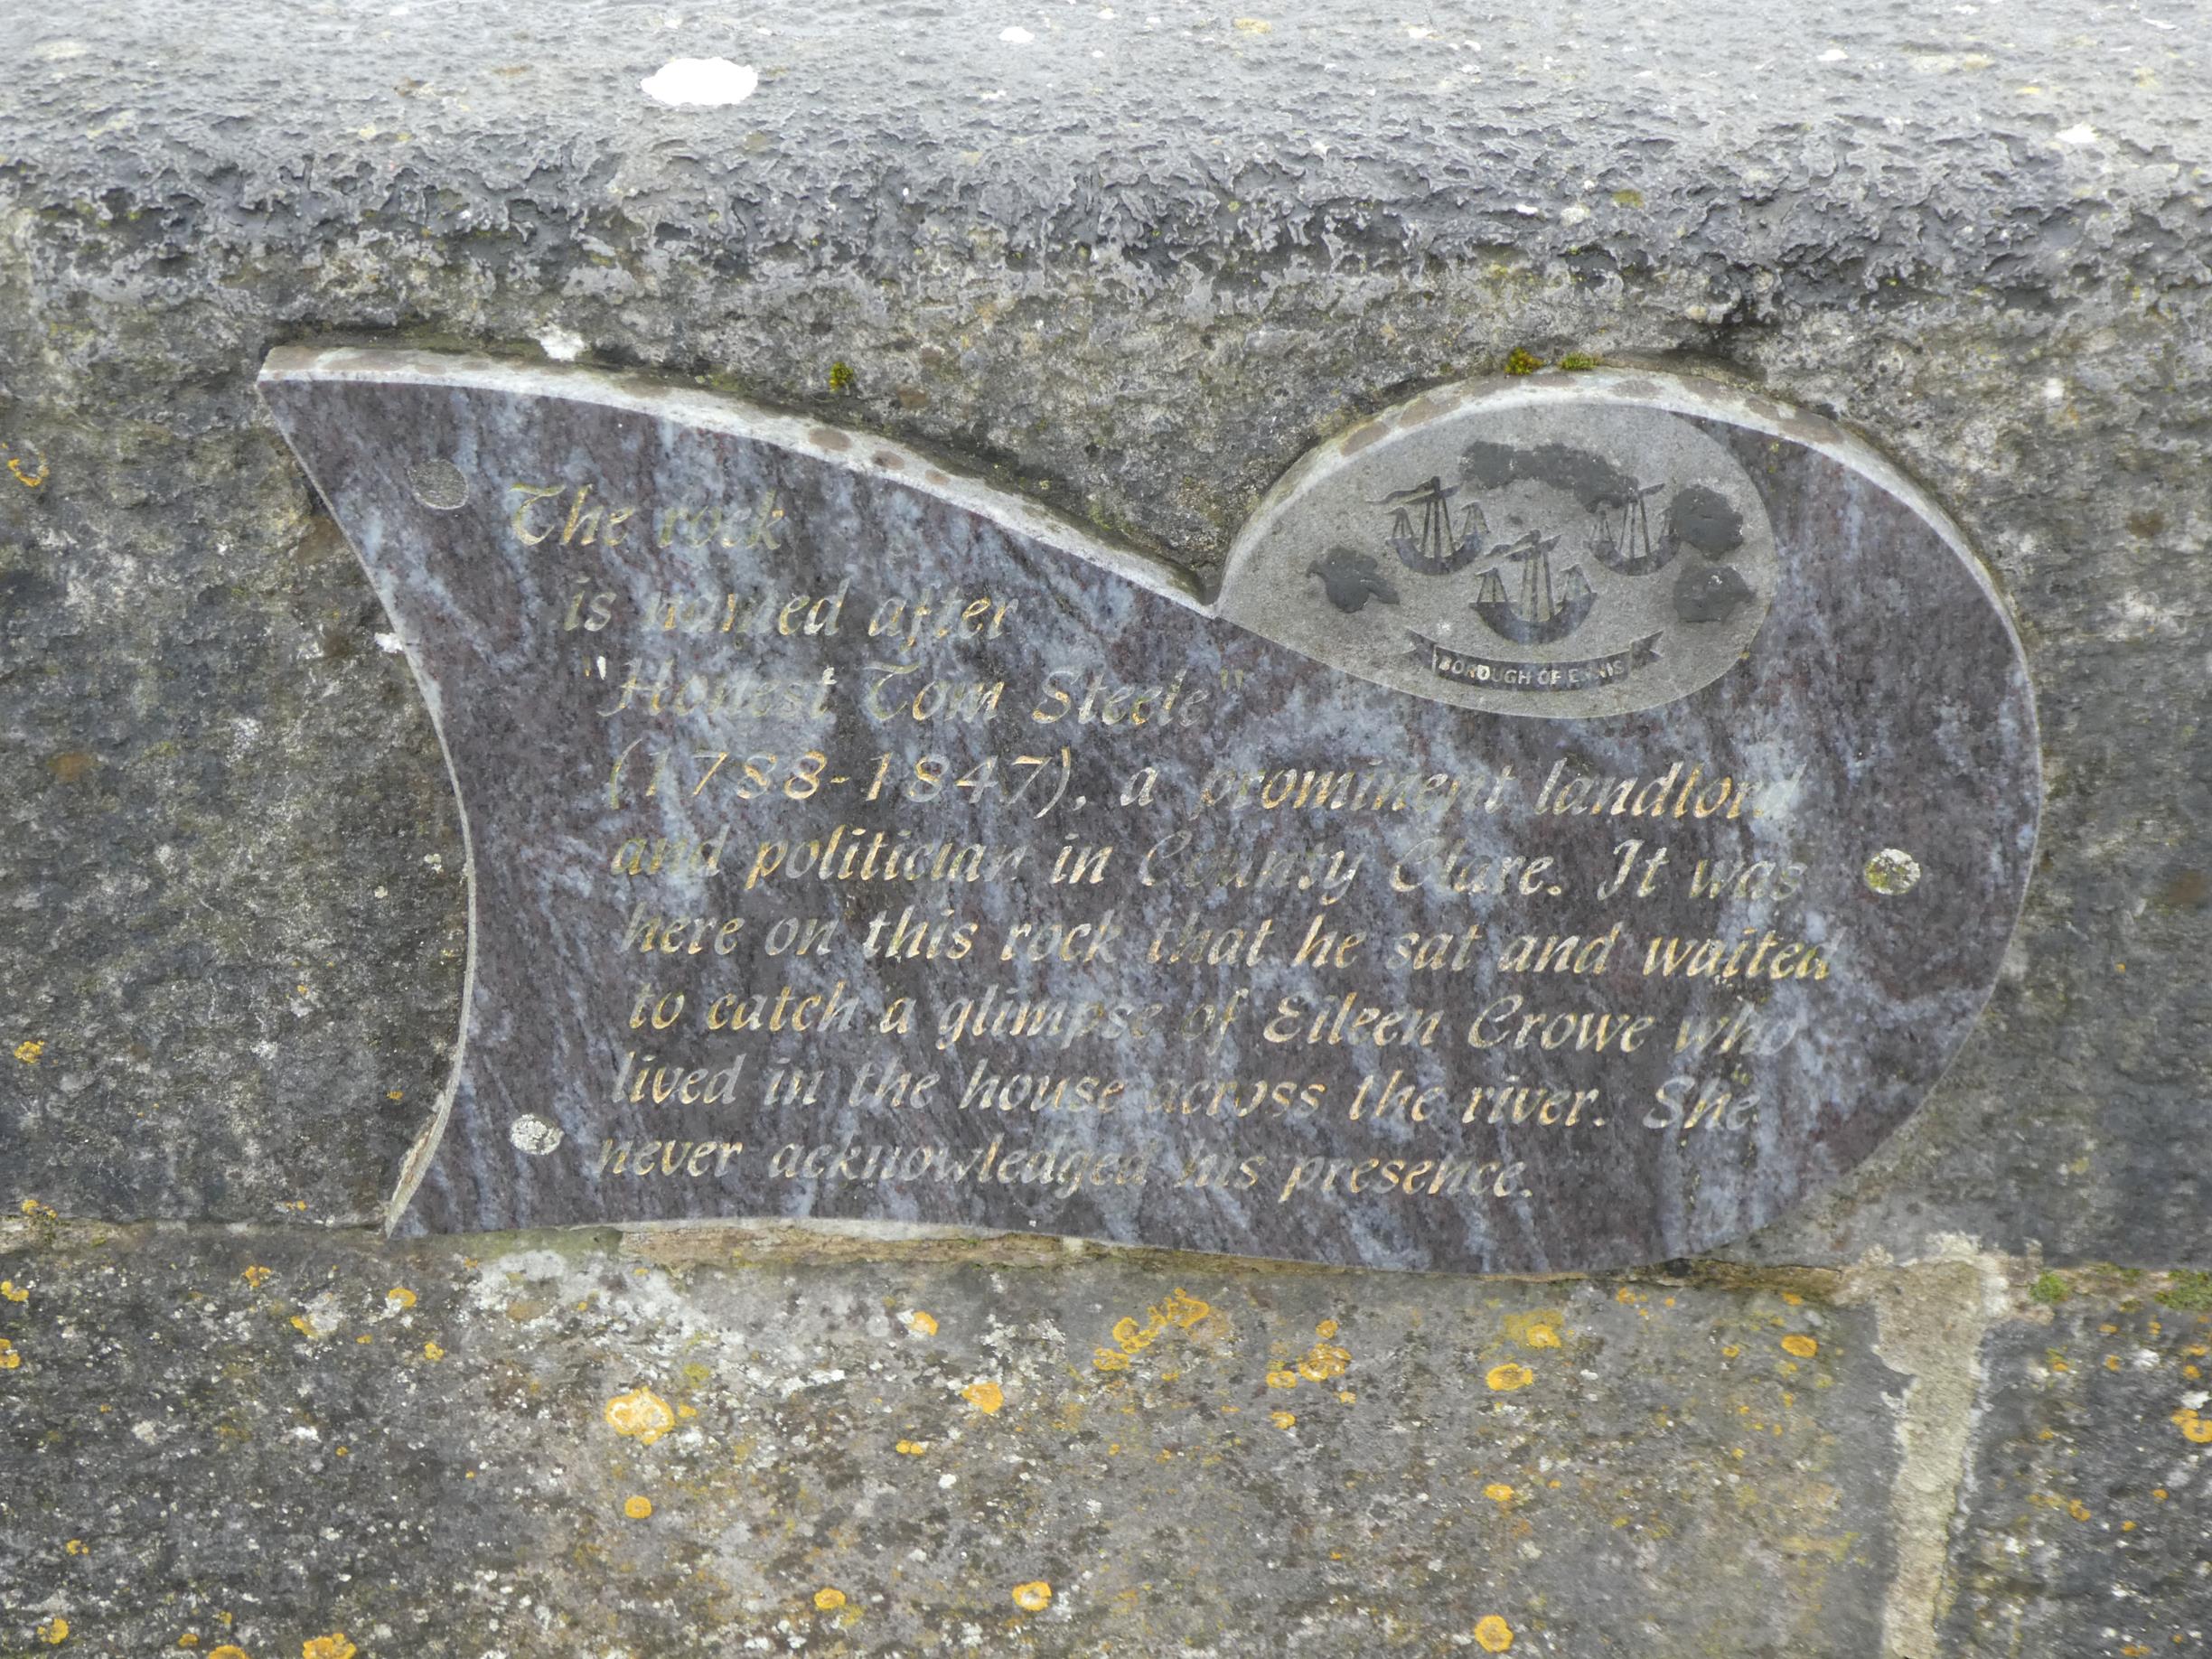 BOROUGH OF ENNIS
The rock
is named after
"Honest Tom Steele"
(1788-1847), a prominent landlord
and politician in County Clare. It was
here on this rock that he sat and waited
to catch a glimpse of Eileen Crowe who
lived in the house across the river. She
never acknowledged his presence.